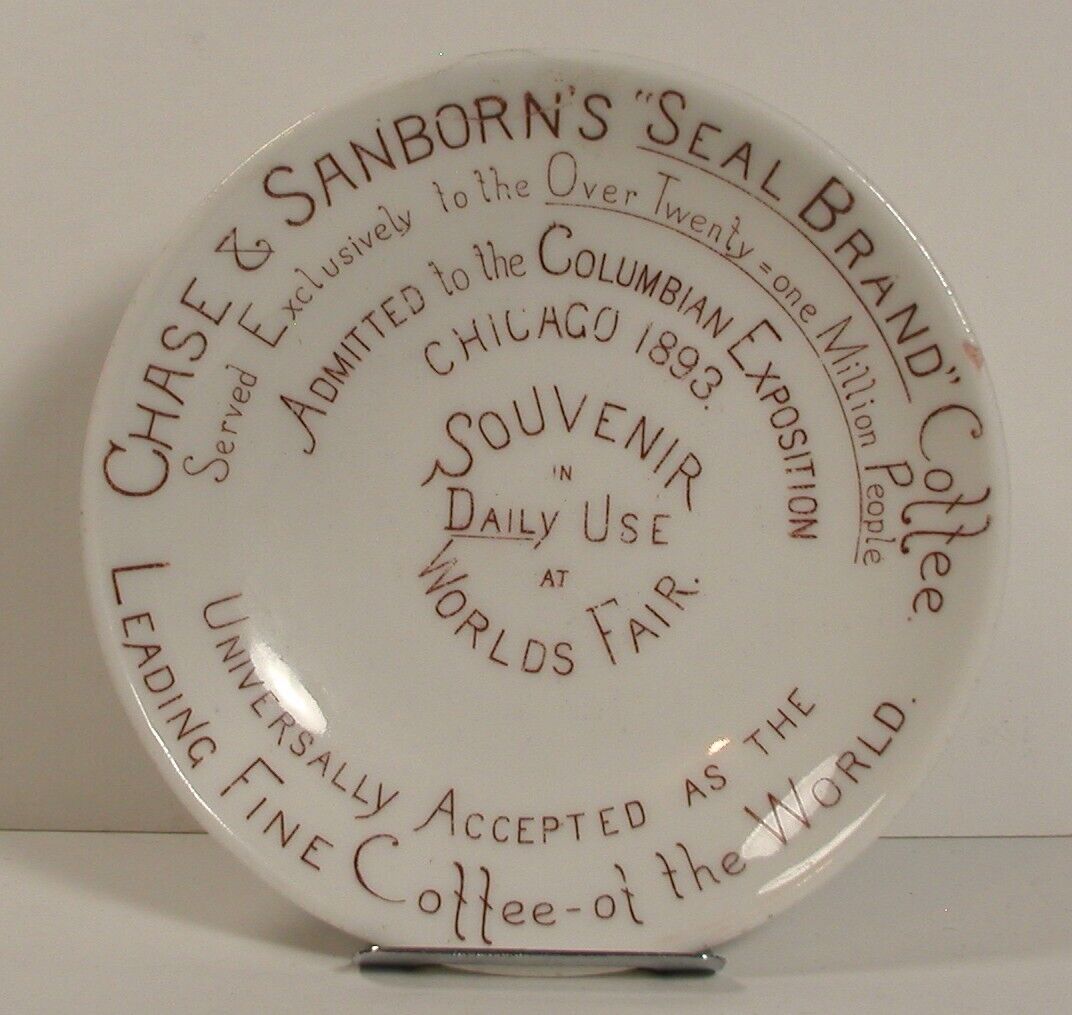 CHASE & SANBORN'S "SEAL BRAND" Coffee.
Served Exclusively to the Over Twenty=one Million People
ADMITTED to the COLUMBIAN EXPOSITION
CHICAGO 1893.
SOUVENIR
IN
DAILY USE
AT
WORLDS FAIR.
UNIVERSALLY ACCEPTED AS THE
LEADING FINE Coffee-of the WORLD.